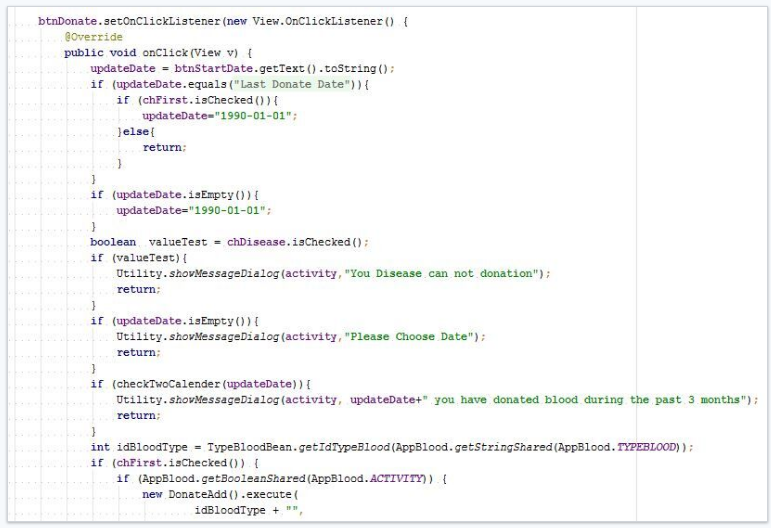 btnDonate.setOnClickListener(new View.OnClickListener() {
@Override
public void onClick(View v) {
updateDate = btnStartDate.getText().toString();
if (updateDate.equals("Last Donate Date")){
if (chFirst.isChecked()){
updateDate="1990-01-01";
}else{
return;
}
}
if (updateDate.isEmpty()){
updateDate="1990-01-01";
}
boolean  valueTest = chDisease.isChecked();
if (valueTest){
Utility.showMessageDialog(activity,"You Disease can not donation");
return;
}
if (updateDate.isEmpty()){
Utility.showMessageDialog(activity,"Please Choose Date");
return;
}
if (checkTwoCalender(updateDate)){
Utility.showMessageDialog(activity, updateDate+" you have donated blood during the past 3 months");
return;
}
int idBloodType = TypeBloodBean.getIdTypeBlood(AppBlood.getStringShared(AppBlood.TYPEBLOOD));
if (chFirst.isChecked()) {
if (AppBlood.getBooleanShared(AppBlood.ACTIVITY)) {
new DonateAdd().execute(
idBloodType + "",